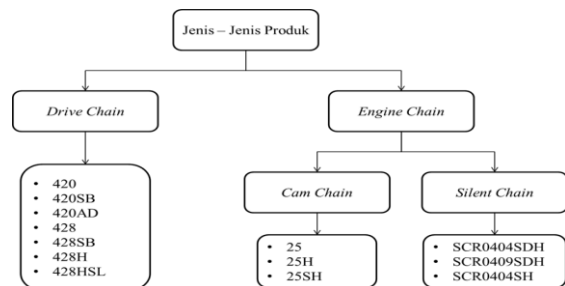 Jenis – Jenis Produk
Drive Chain
Engine Chain
• 420
• 420SB
• 420AD
• 428
• 428SB
• 428H
• 428HSL
Cam Chain
Silent Chain
• 25
• 25H
• 25SH
• SCR0404SDH
• SCR0409SDH
• SCR0404SH